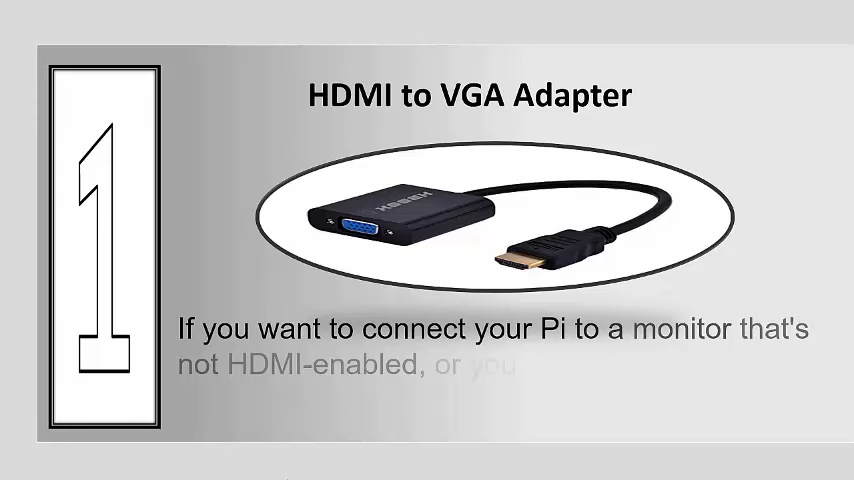 1
HDMI to VGA Adapter
If you want to connect your Pi to a monitor that's
not HDMI-enabled, or you